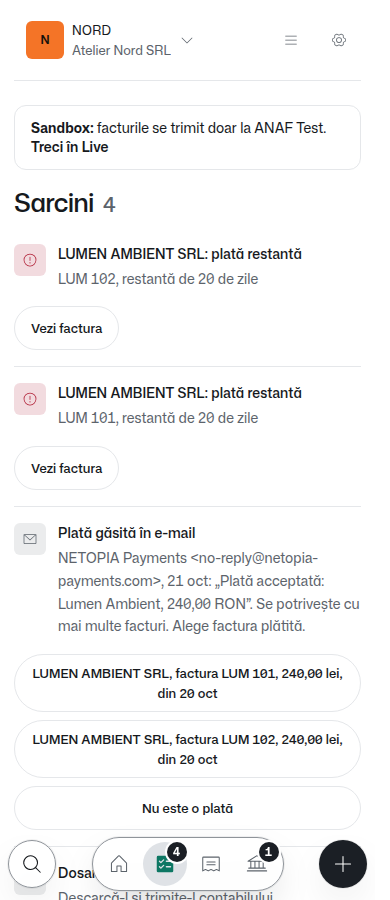 N
NORD
Atelier Nord SRL
Sandbox: facturile se trimit doar la ANAF Test.
Treci în Live
Sarcini 4
LUMEN AMBIENT SRL: plată restantă
LUM 102, restantă de 20 de zile
Vezi factura
LUMEN AMBIENT SRL: plată restantă
LUM 101, restantă de 20 de zile
Vezi factura
Plată găsită în e-mail
NETOPIA Payments <no-reply@netopia-
payments.com>, 21 oct: „Plată acceptată:
Lumen Ambient, 240,00 RON”. Se potrivește cu
mai multe facturi. Alege factura plătită.
LUMEN AMBIENT SRL, factura LUM 101, 240,00 lei,
din 20 oct
LUMEN AMBIENT SRL, factura LUM 102, 240,00 lei,
din 20 oct
Nu este o plată
4
1